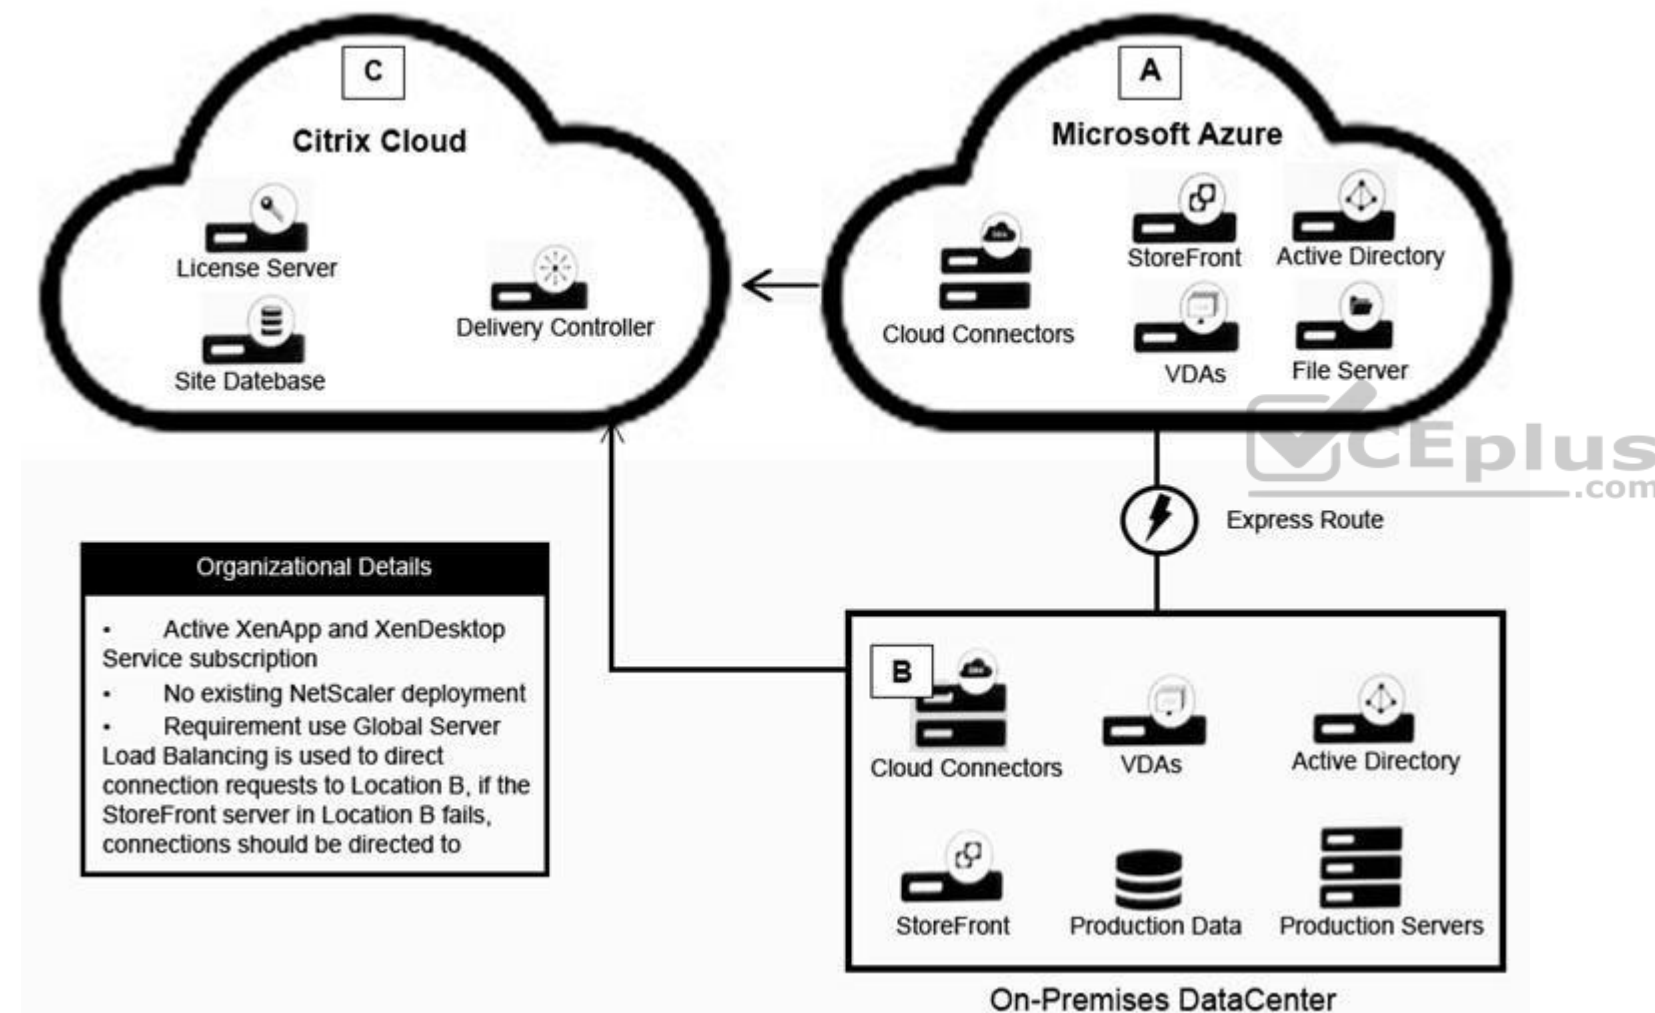 C
Citrix Cloud
License Server
Site Datebase
Delivery Controller
A
Microsoft Azure
Cloud Connectors
StoreFront
Active Directory
VDAs
File Server
CEplus
.com
Express Route
Organizational Details
• Active XenApp and XenDesktop
Service subscription
• No existing NetScaler deployment
• Requirement use Global Server
Load Balancing is used to direct
connection requests to Location B, if the
StoreFront server in Location B fails,
connections should be directed to
B
Cloud Connectors
VDAs
Active Directory
StoreFront
Production Data
Production Servers
On-Premises DataCenter